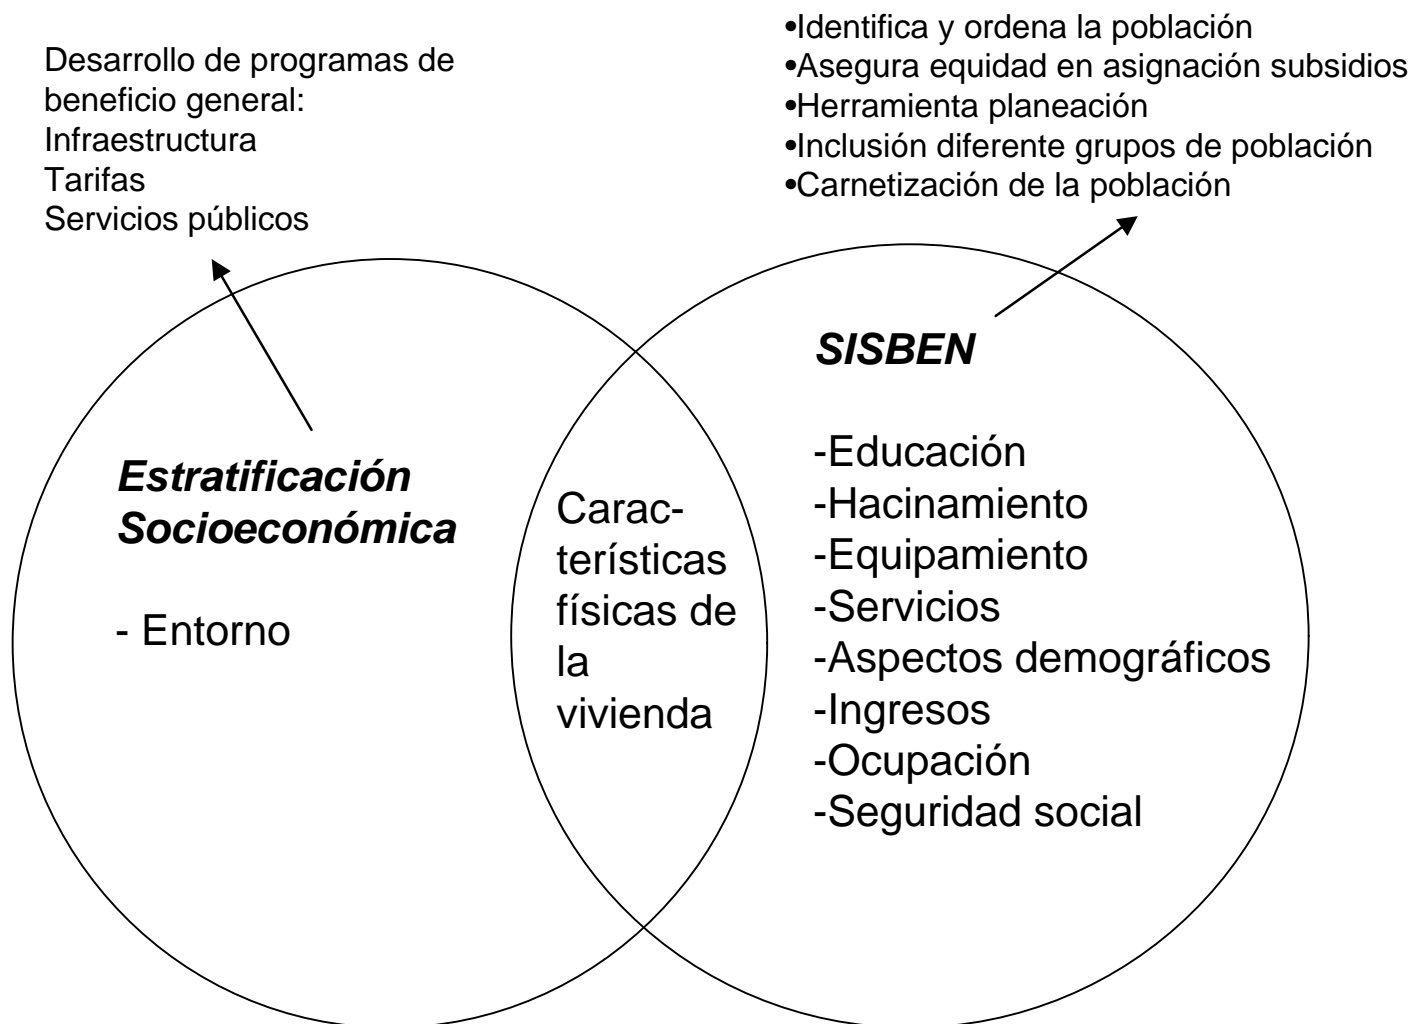 Desarrollo de programas de
beneficio general:
Infraestructura
Tarifas
Servicios públicos
•Identifica y ordena la población
•Asegura equidad en asignación subsidios
•Herramienta planeación
•Inclusión diferente grupos de población
•Carnetización de la población
Estratificación
Socioeconómica
- Entorno
Carac-
terísticas
físicas de
la
vivienda
SISBEN
-Educación
-Hacinamiento
-Equipamiento
-Servicios
-Aspectos demográficos
-Ingresos
-Ocupación
-Seguridad social